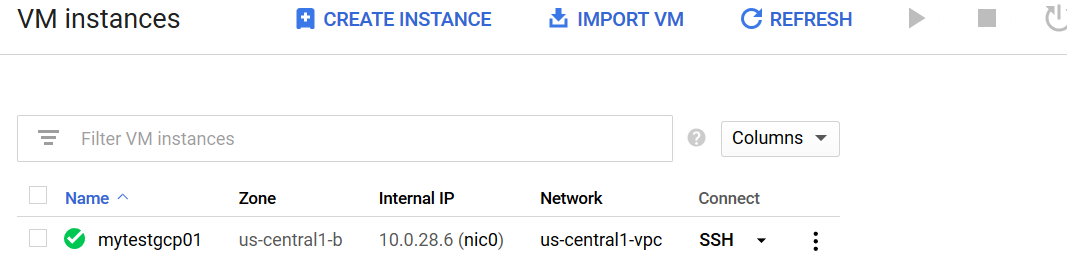 VM instances CREATE INSTANCE IMPORT VM REFRESH
Filter VM instances ? Columns
Name Zone Internal IP Network Connect
mytestgcp01 us-central1-b 10.0.28.6 (nic0) us-central1-vpc SSH